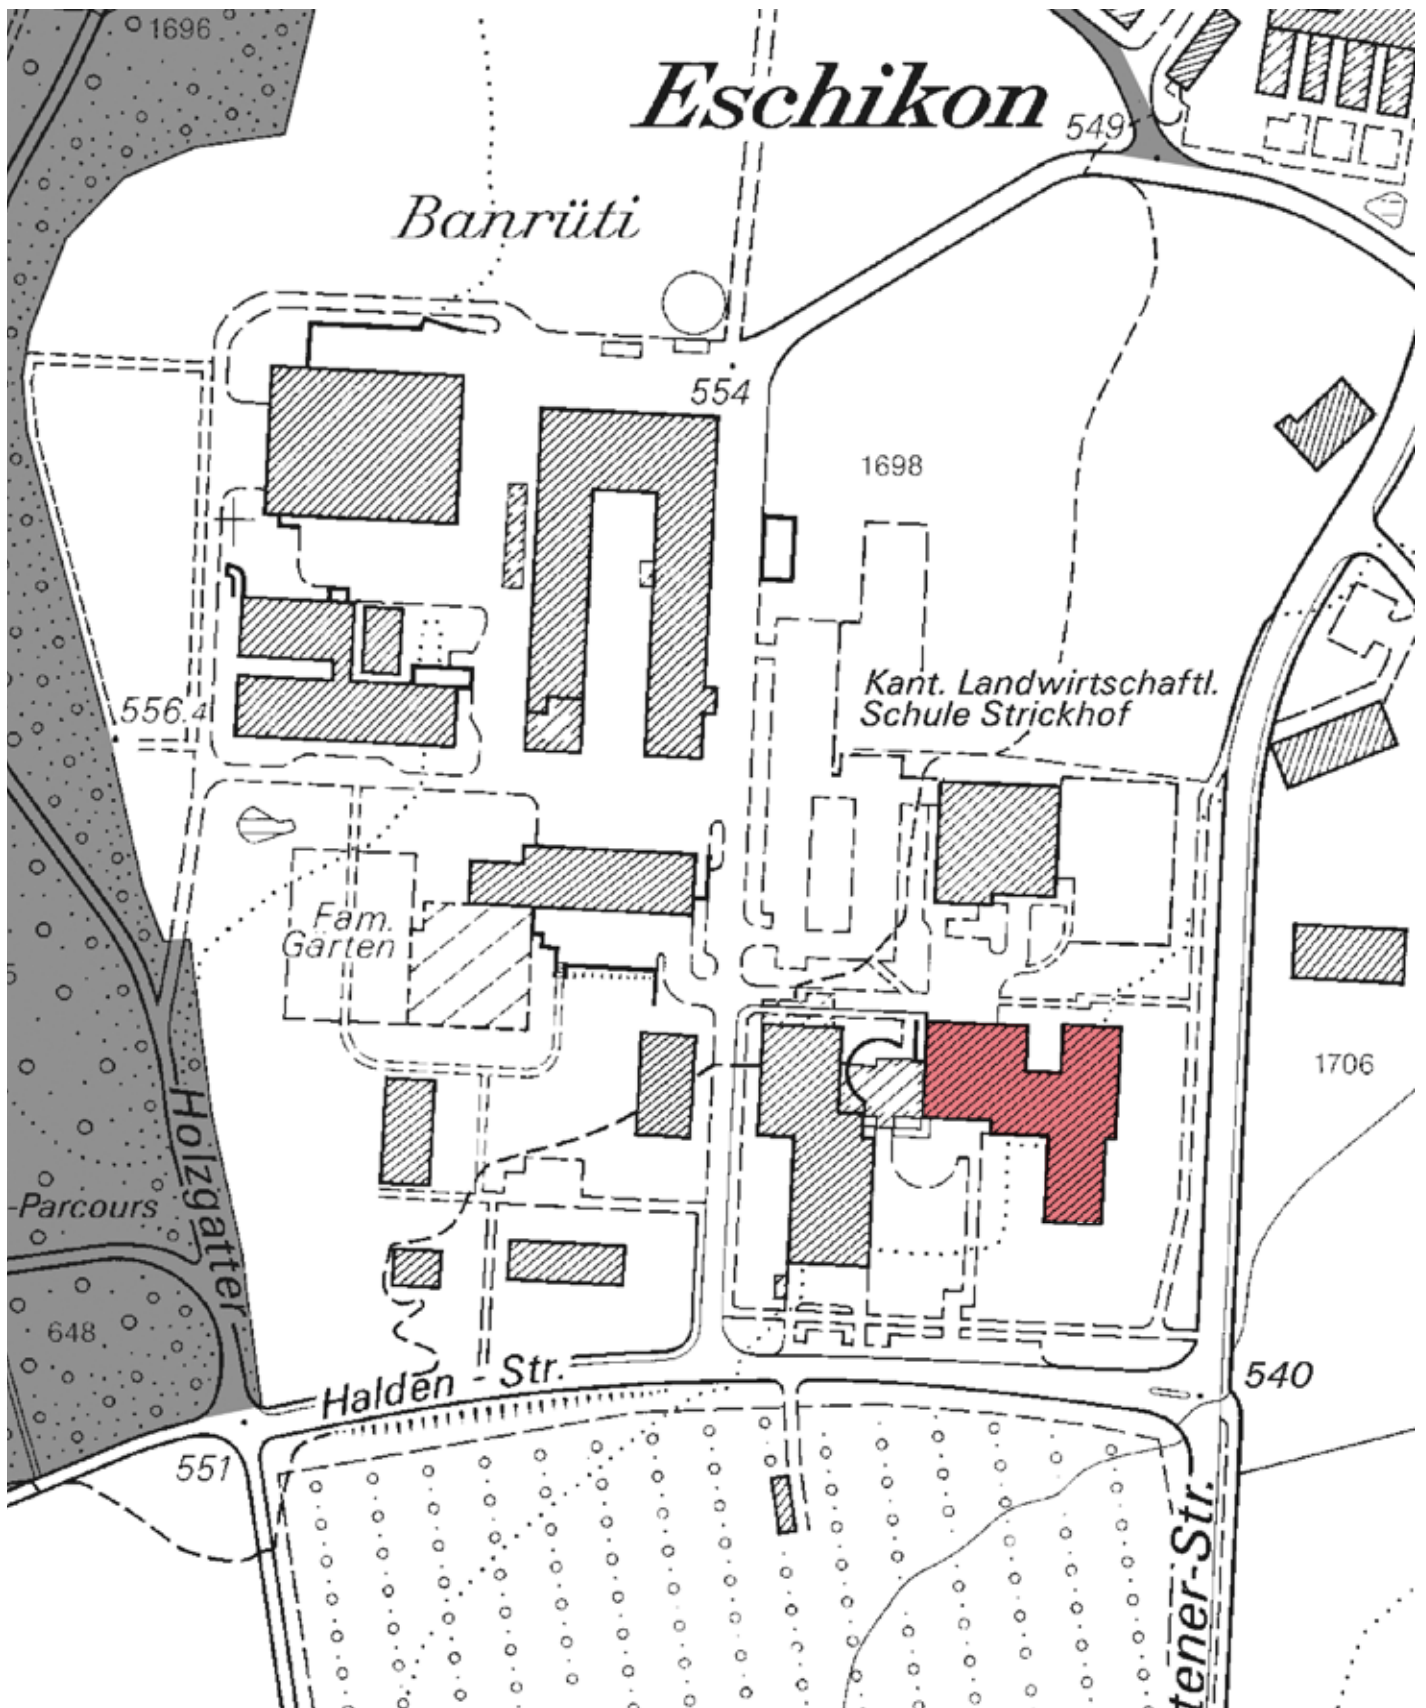 1696
Eschikon
549
Banrüti
554
1698
Kant. Landwirtschaftl.
Schule Strickhof
556.4
Fam.
Gärten
1706
Holzgatter
-Parcours
648
Halden - Str.
540
551
tener-Str.